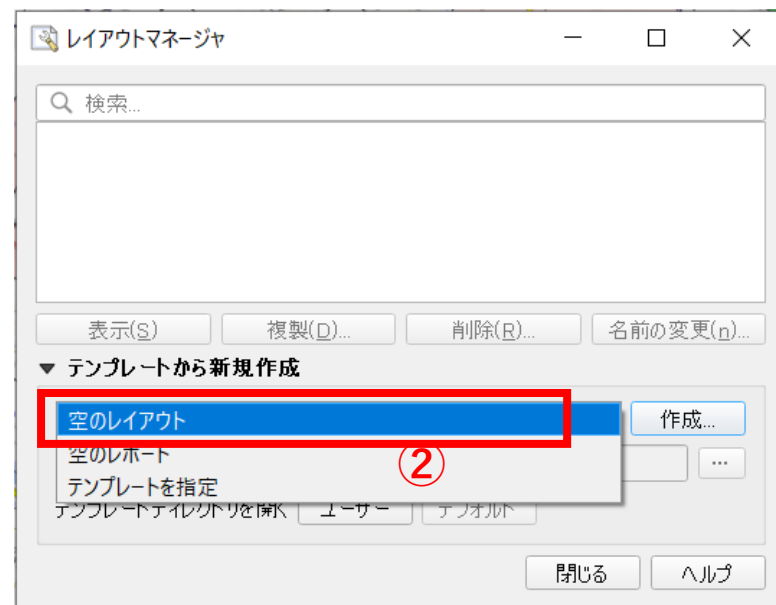 レイアウトマネージャ
検索...
表示(S) 複製(D)... 削除(R)... 名前の変更(n)...
▼ テンプレートから新規作成
空のレイアウト 作成...
空のレポート ② ...
テンプレートを指定
テンプレートディレクトリを開く ユーザー デフォルト
閉じる ヘルプ